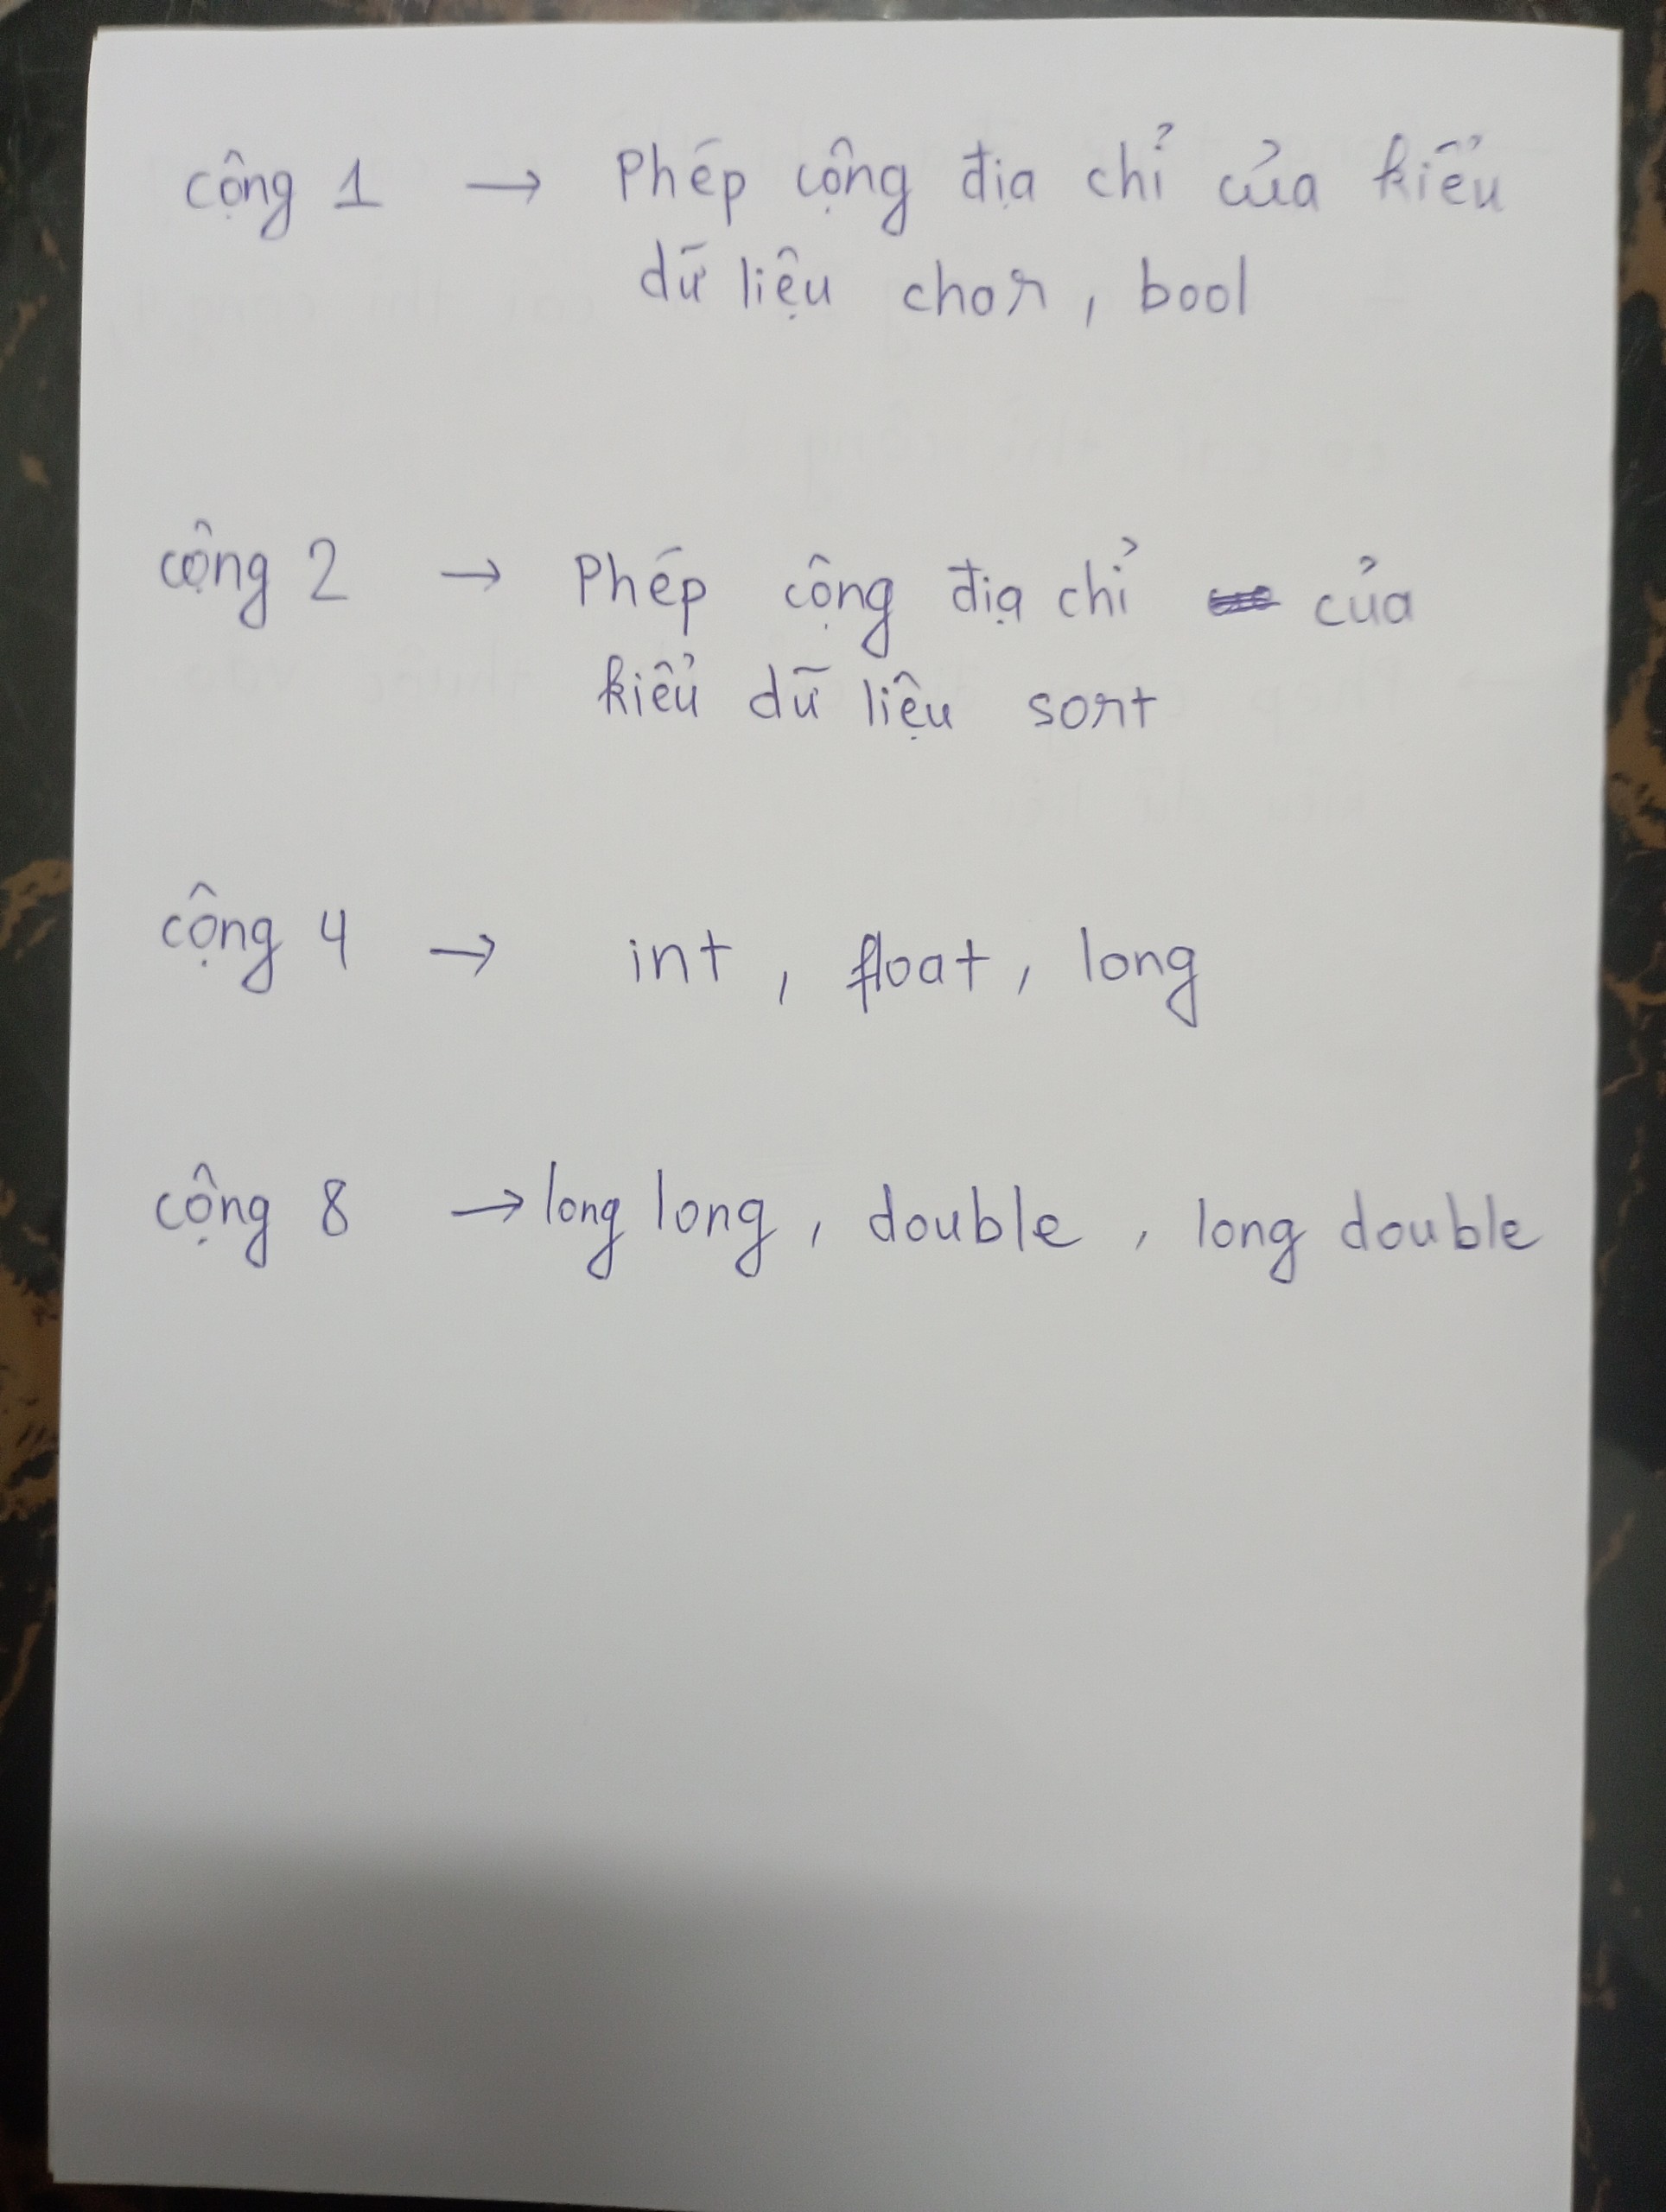 cộng 1 → Phép cộng địa chỉ của kiểu
dữ liệu char, bool
cộng 2 → Phép cộng địa chỉ của
kiểu dữ liệu sort
cộng 4 → int, float, long
cộng 8 → long long, double, long double